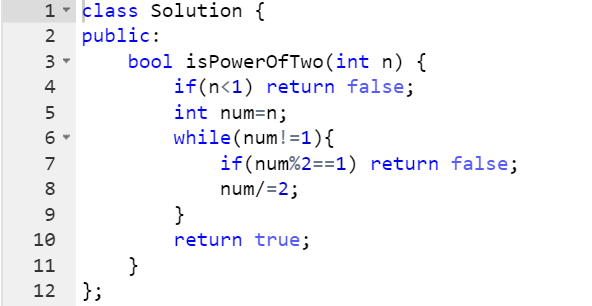 1 class Solution {
2 public:
3     bool isPowerOfTwo(int n) {
4         if(n<1) return false;
5         int num=n;
6         while(num!=1){
7             if(num%2==1) return false;
8             num/=2;
9         }
10         return true;
11     }
12 };